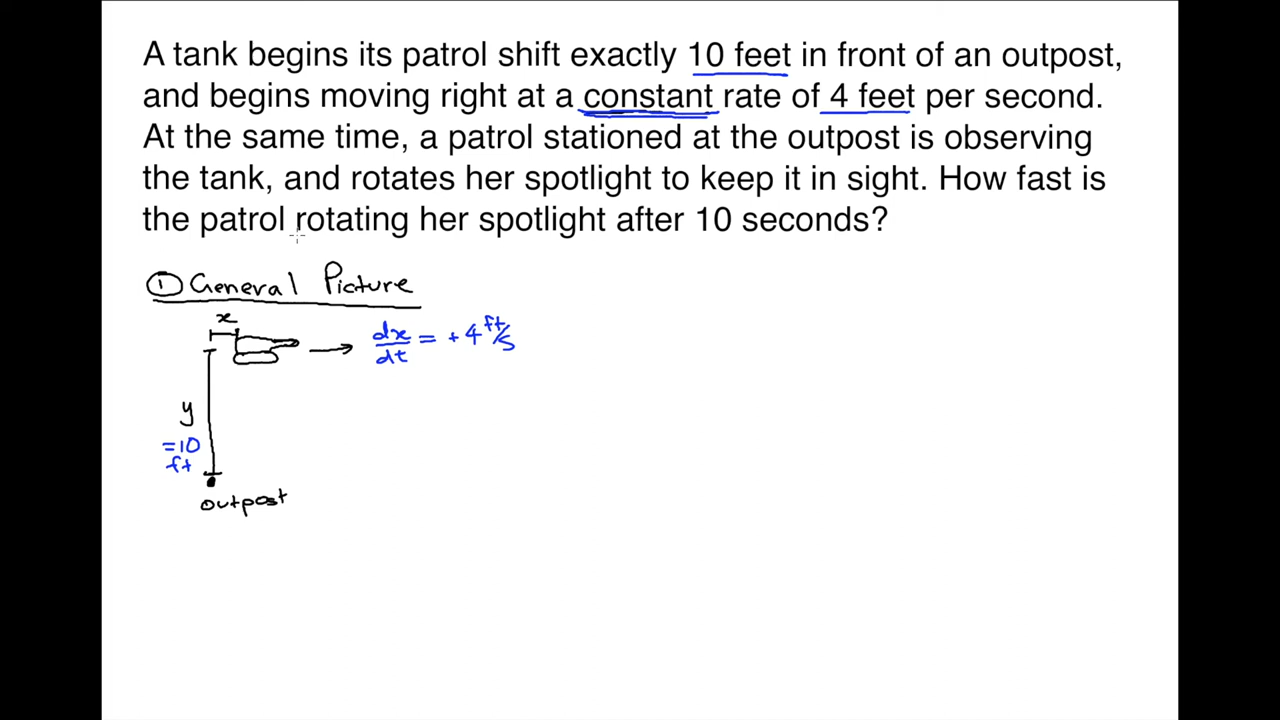 A tank begins its patrol shift exactly 10 feet in front of an outpost,
and begins moving right at a constant rate of 4 feet per second.
At the same time, a patrol stationed at the outpost is observing
the tank, and rotates her spotlight to keep it in sight. How fast is
the patrol rotating her spotlight after 10 seconds?
① General Picture
x
dx/dt = +4 ft/s
y
=10
ft
outpost